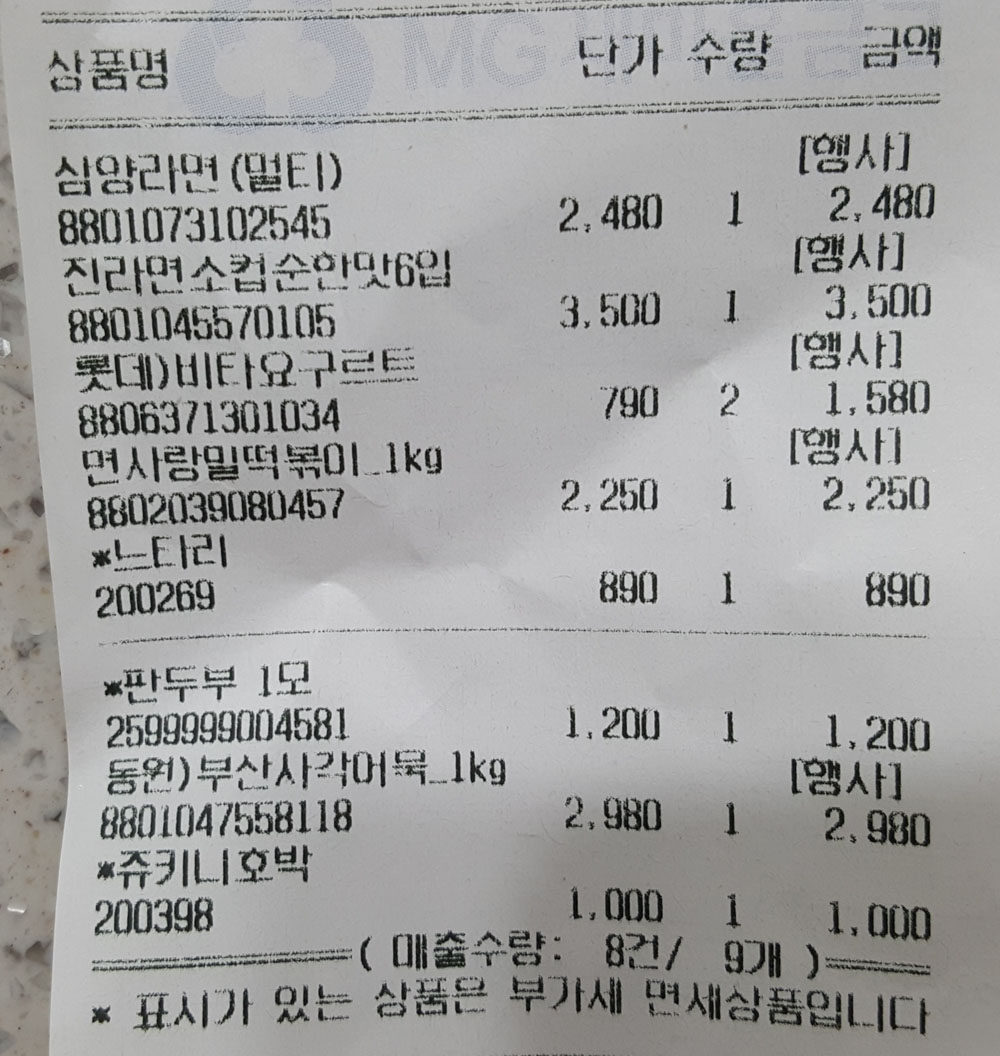 상품명 단가 수량 금액
심양라면(멀티) [행사]
8801073102545 2,480 1 2,480
진라면소컵순한맛6입 [행사]
8801045570105 3,500 1 3,500
롯데)비타요구르트 [행사]
8806371301034 790 2 1,580
면사랑밀떡볶이_1kg [행사]
8802039080457 2,250 1 2,250
*느타리
200269 890 1 890
*판두부 1모
2599999004581 1,200 1 1,200
동원)부산사각어묵_1kg [행사]
8801047558118 2,980 1 2,980
*쥬키니호박
200398 1,000 1 1,000
( 매출수량: 8건/ 9개 )
* 표시가 있는 상품은 부가세 면세상품입니다